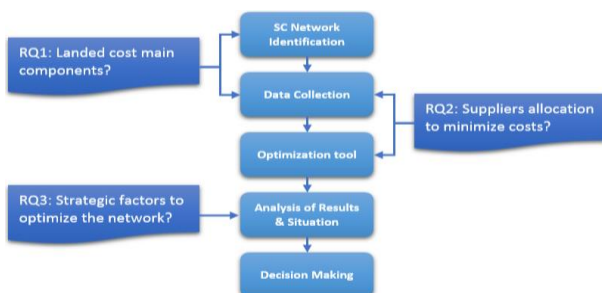 SC Network
Identification
RQ1: Landed cost main
components?
Data Collection
RQ2: Suppliers allocation
to minimize costs?
Optimization tool
RQ3: Strategic factors to
optimize the network?
Analysis of Results
& Situation
Decision Making